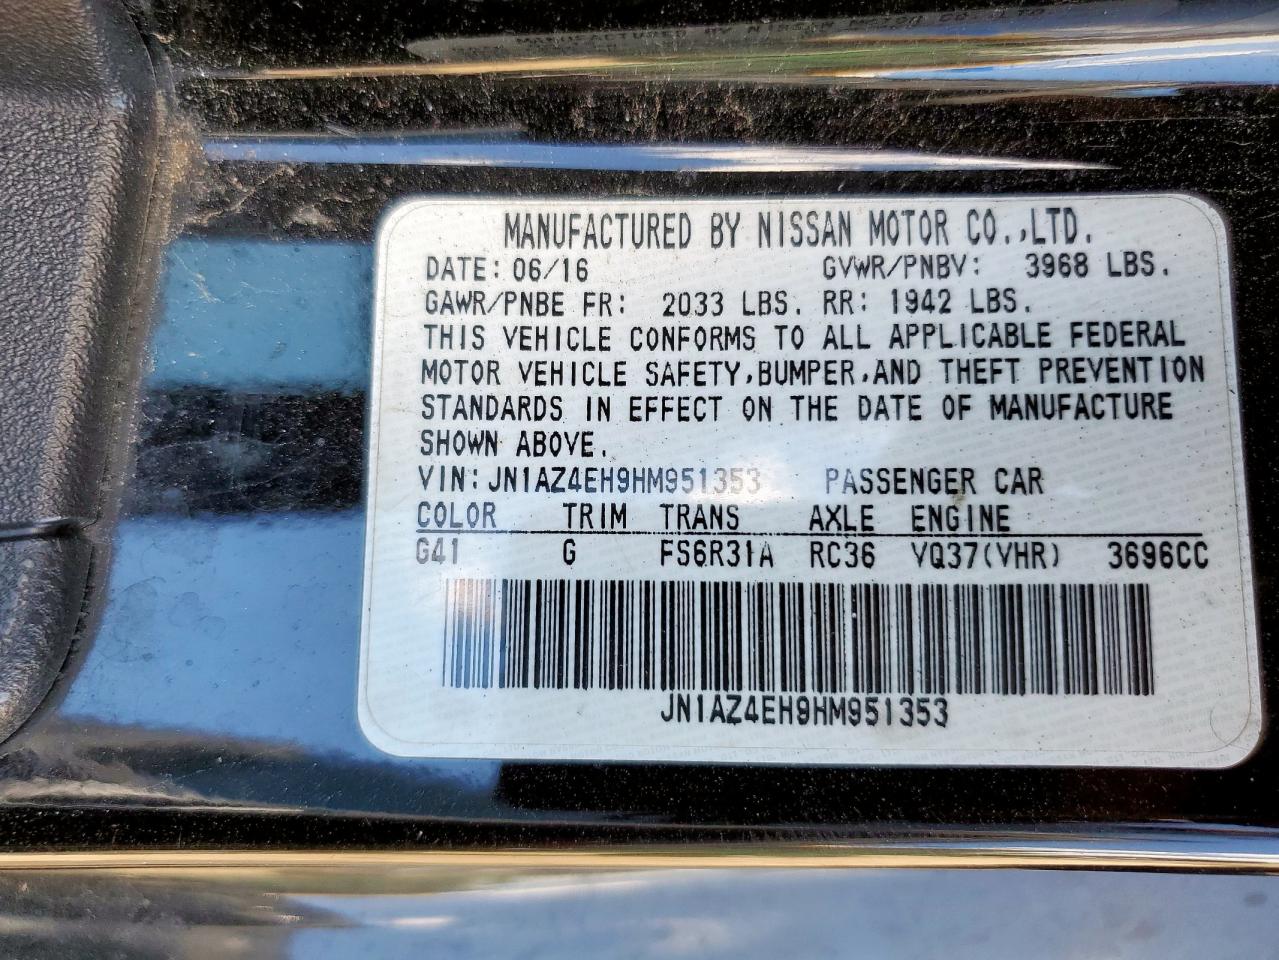 MANUFACTURED BY NISSAN MOTOR CO.,LTD.
DATE: 06/16 GVWR/PNBV: 3968 LBS.
GAWR/PNBE FR: 2033 LBS. RR: 1942 LBS.
THIS VEHICLE CONFORMS TO ALL APPLICABLE FEDERAL
MOTOR VEHICLE SAFETY,BUMPER,AND THEFT PREVENTION
STANDARDS IN EFFECT ON THE DATE OF MANUFACTURE
SHOWN ABOVE.
VIN: JN1AZ4EH9HM951353 PASSENGER CAR
COLOR TRIM TRANS AXLE ENGINE
G41 G FS6R31A RC36 VQ37(VHR) 3696CC
JN1AZ4EH9HM951353